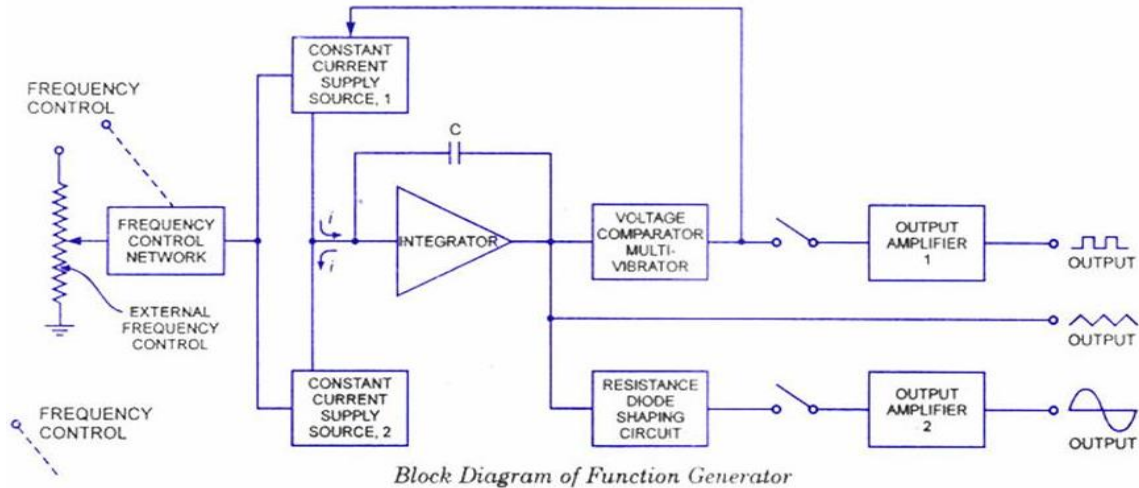 CONSTANT
CURRENT
SUPPLY
SOURCE, 1
FREQUENCY
CONTROL
C
FREQUENCY
CONTROL
NETWORK
i
i
INTEGRATOR
VOLTAGE
COMPARATOR
MULTI-
VIBRATOR
OUTPUT
AMPLIFIER
1
OUTPUT
EXTERNAL
FREQUENCY
CONTROL
OUTPUT
CONSTANT
CURRENT
SUPPLY
SOURCE, 2
RESISTANCE
DIODE
SHAPING
CIRCUIT
OUTPUT
AMPLIFIER
2
OUTPUT
FREQUENCY
CONTROL
Block Diagram of Function Generator